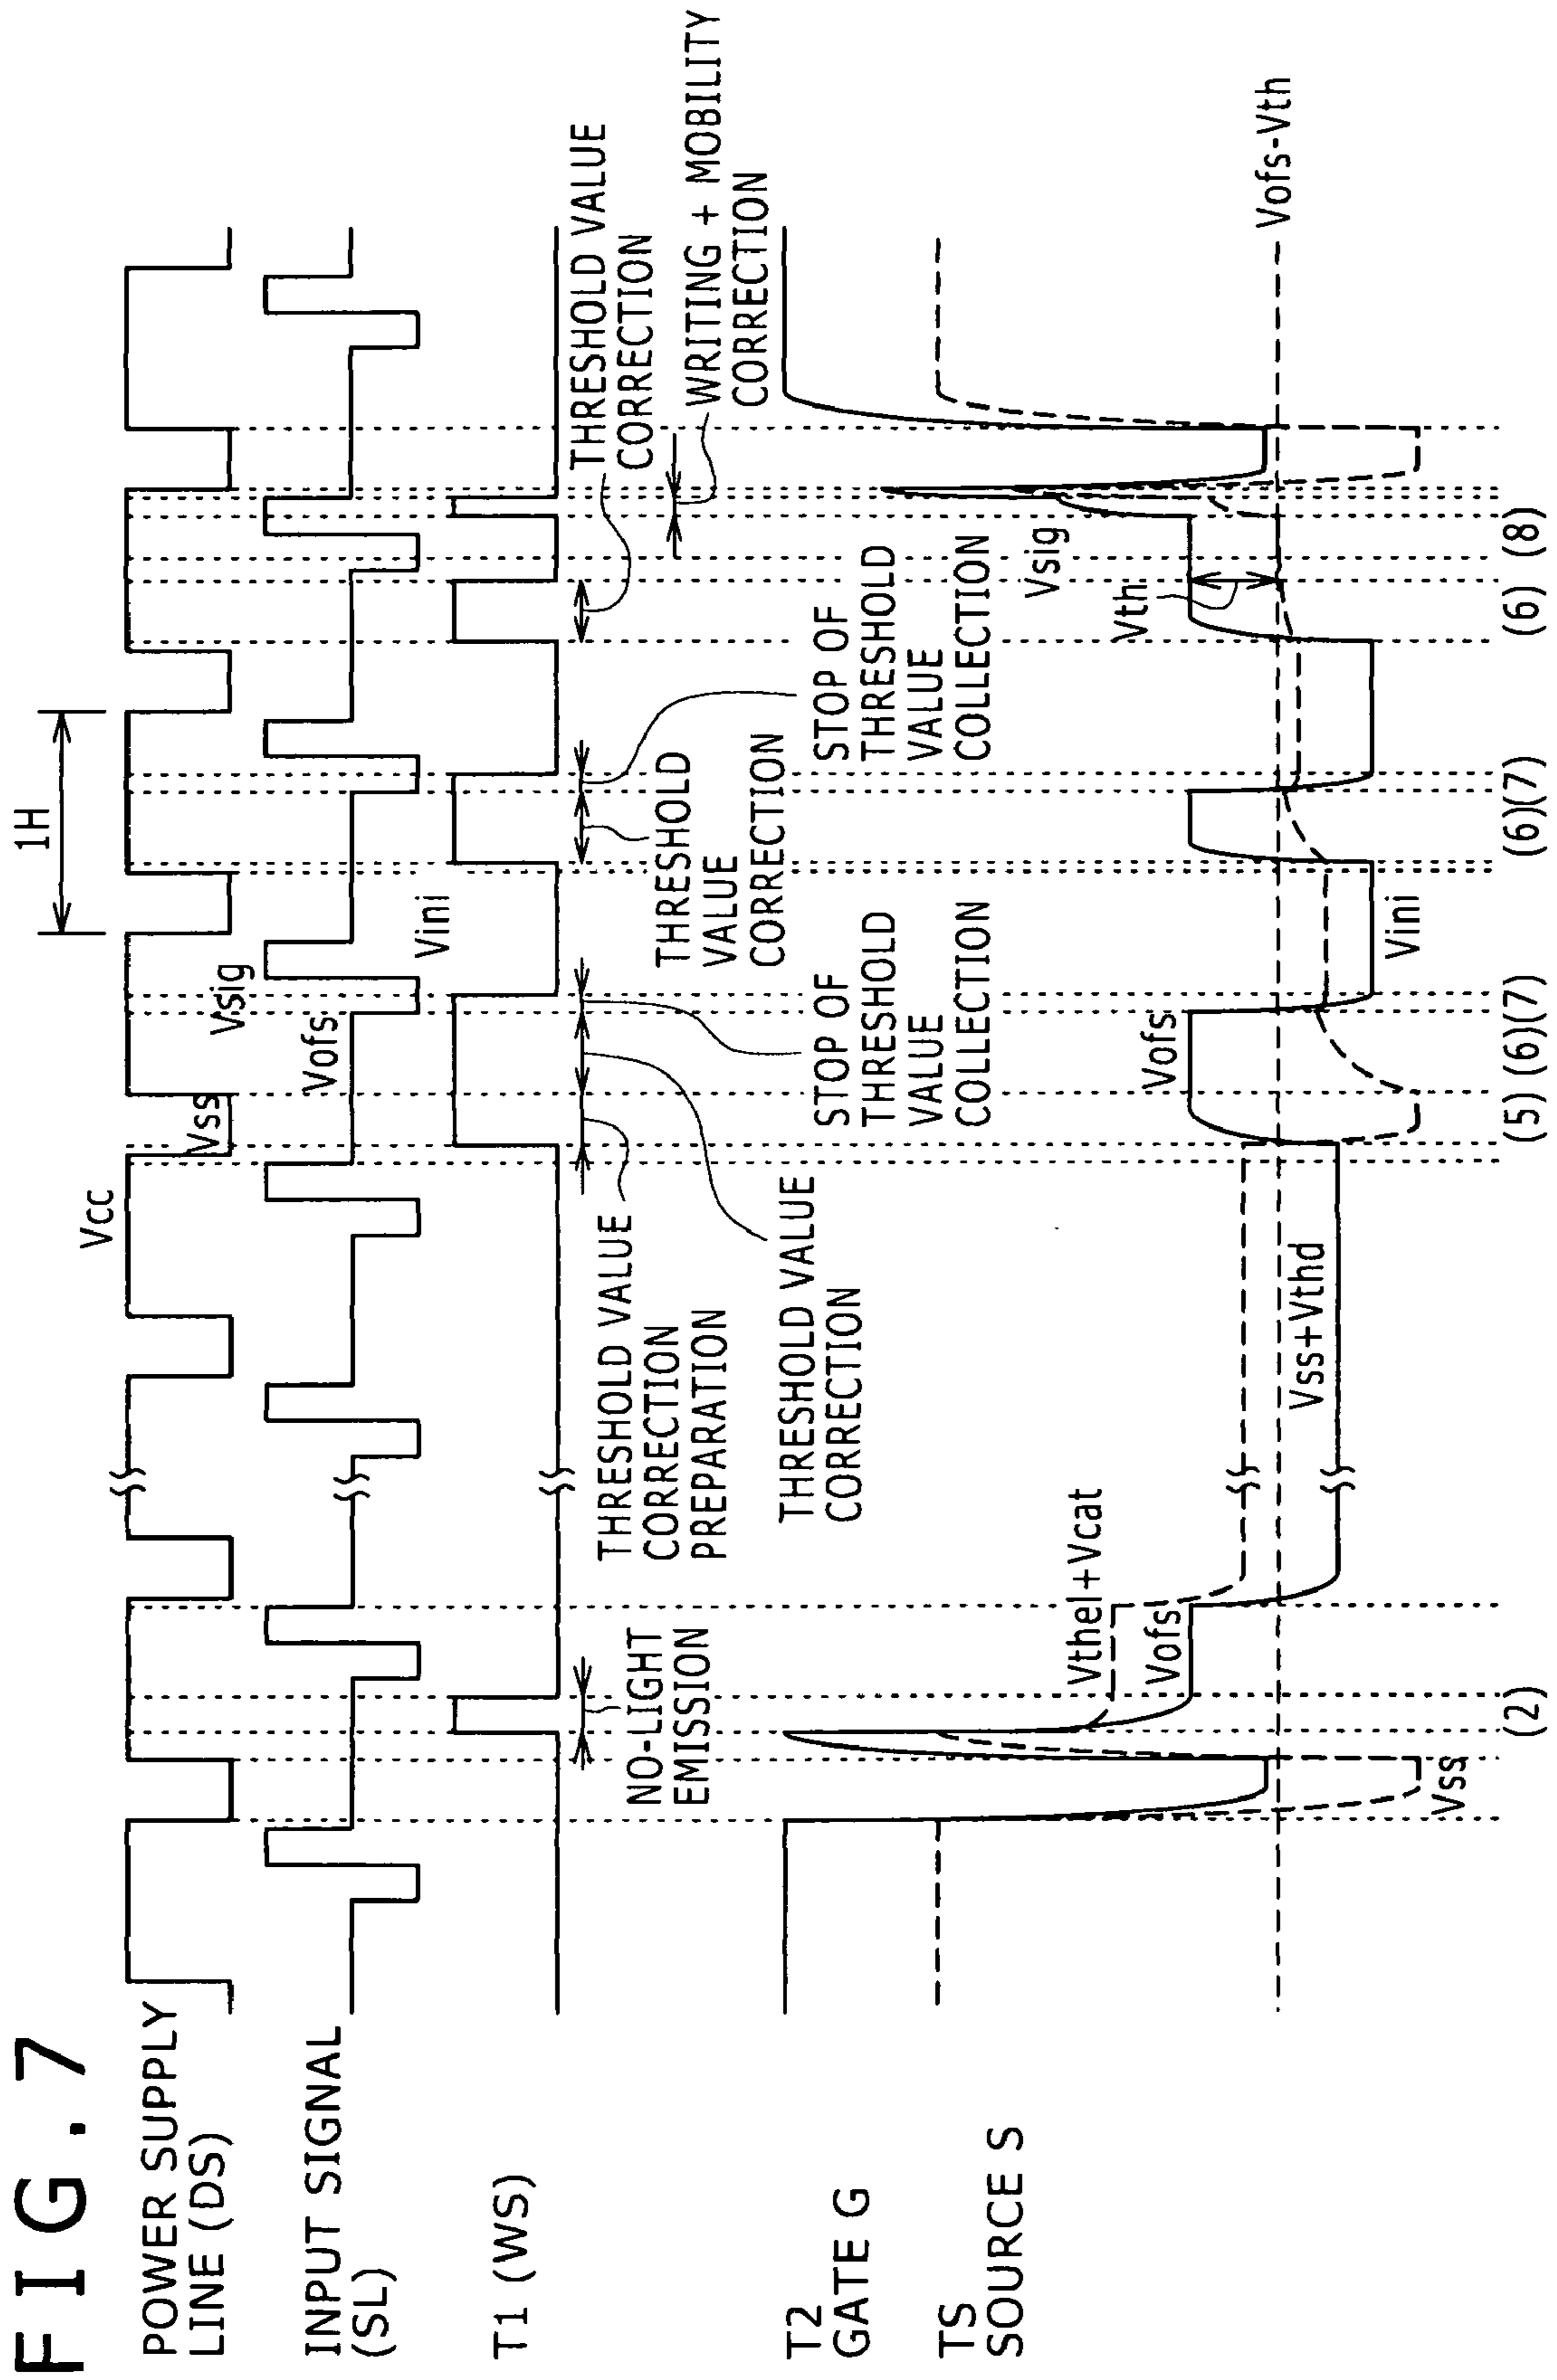 FIG. 7
1H
POWER SUPPLY
LINE (DS)
Vcc
Vss
INPUT SIGNAL
(SL)
Vsig
Vofs
Vini
T1 (WS)
NO-LIGHT
EMISSION
THRESHOLD VALUE
CORRECTION
PREPARATION
THRESHOLD VALUE
CORRECTION
STOP OF
THRESHOLD
VALUE
COLLECTION
THRESHOLD
VALUE
CORRECTION
STOP OF
THRESHOLD
VALUE
COLLECTION
THRESHOLD VALUE
CORRECTION
WRITING + MOBILITY
CORRECTION
T2
GATE G
TS
SOURCE S
Vthel+Vcat
Vofs
Vss
Vss+Vthd
Vofs
Vini
Vsig
Vth
Vofs-Vth
(2)
(5)
(6)
(7)
(6)
(7)
(6)
(8)